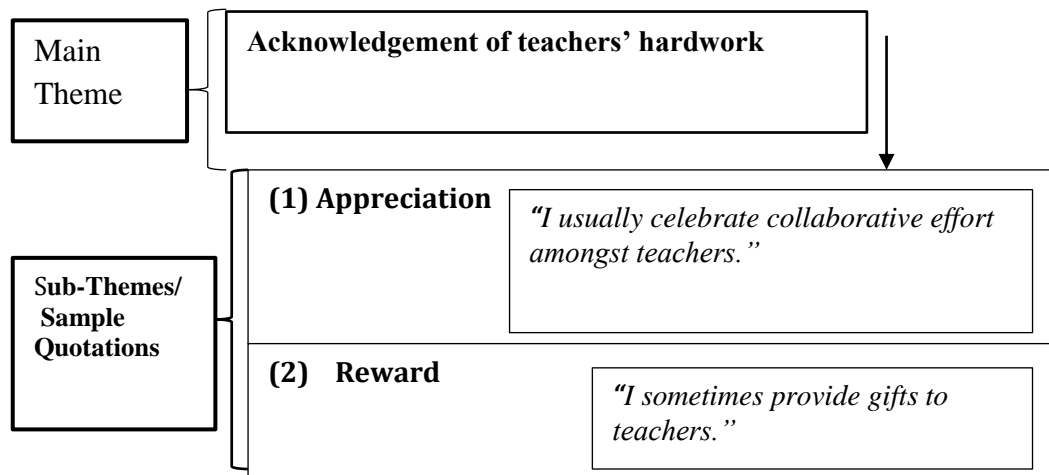 Main
Theme
Acknowledgement of teachers’ hardwork
Sub-Themes/
Sample
Quotations
(1) Appreciation
“I usually celebrate collaborative effort
amongst teachers.”
(2) Reward
“I sometimes provide gifts to
teachers.”